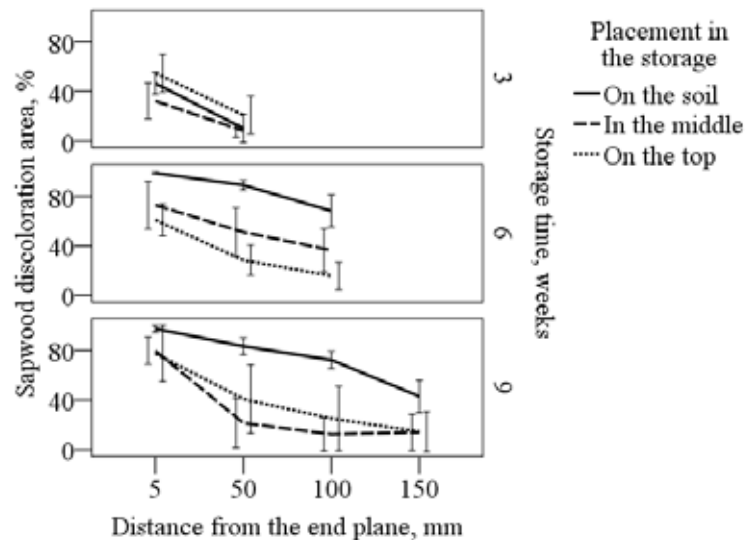 Sapwood discoloration area, %
80
40
0
3
80
40
0
6
80
40
0
9
5 50 100 150
Distance from the end plane, mm
Storage time, weeks
Placement in
the storage
On the soil
In the middle
On the top